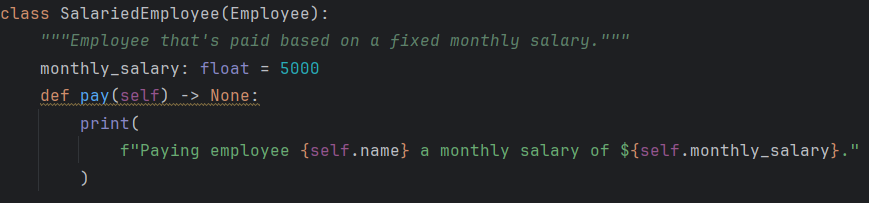 class SalariedEmployee(Employee):
    """Employee that's paid based on a fixed monthly salary."""
    monthly_salary: float = 5000
    def pay(self) -> None:
        print(
            f"Paying employee {self.name} a monthly salary of ${self.monthly_salary}."
        )